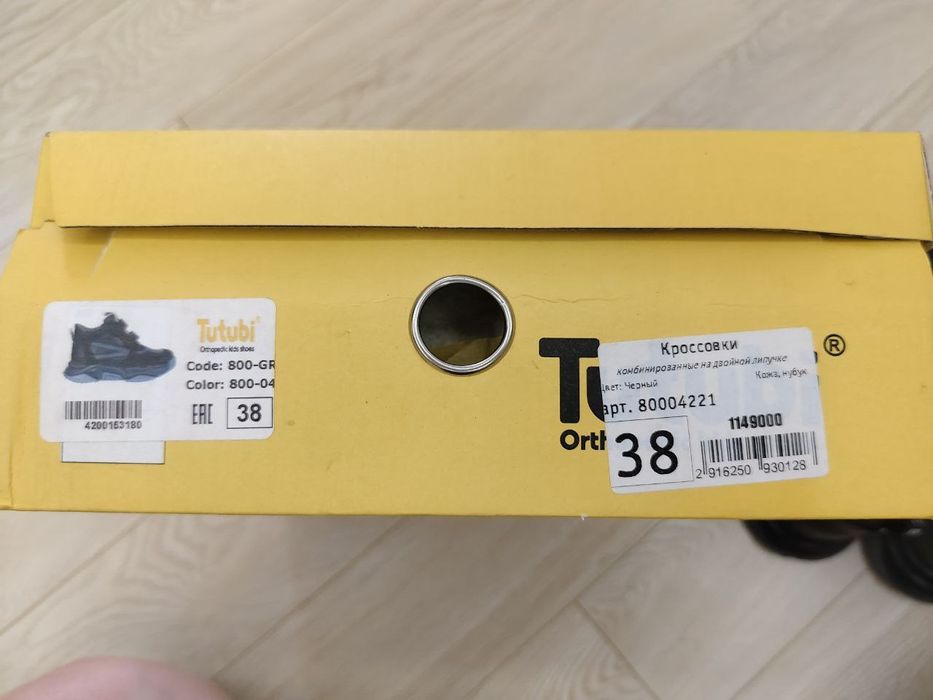 Tutubi
Orthopedic kids shoes
Code: 800-GR
Color: 800-04
EAC 38
4200153180
®
Orth
Кроссовки
комбинированные на двойной липучке
Цвет: Черный Кожа, нубук
арт. 80004221
38
1149000
2 916250 930128